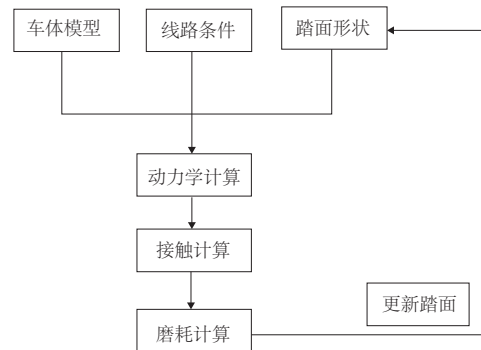 车体模型
线路条件
踏面形状
动力学计算
接触计算
更新踏面
磨耗计算